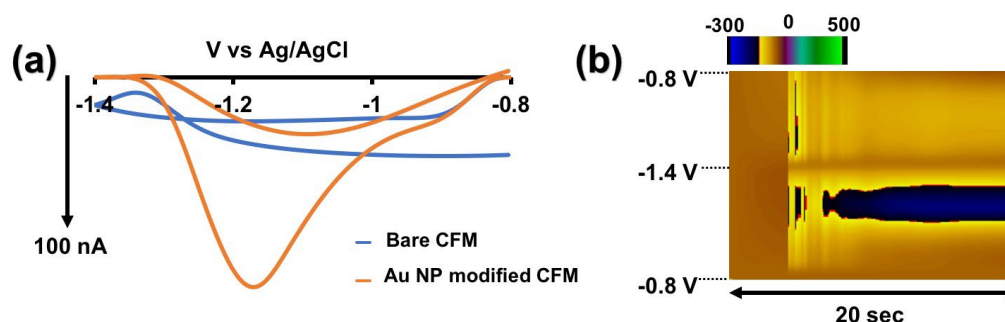 (a)
V vs Ag/AgCl
-1.4
-1.2
-1
-0.8
100 nA
Bare CFM
Au NP modified CFM
(b)
-300
0
500
-0.8 V
-1.4 V
-0.8 V
20 sec